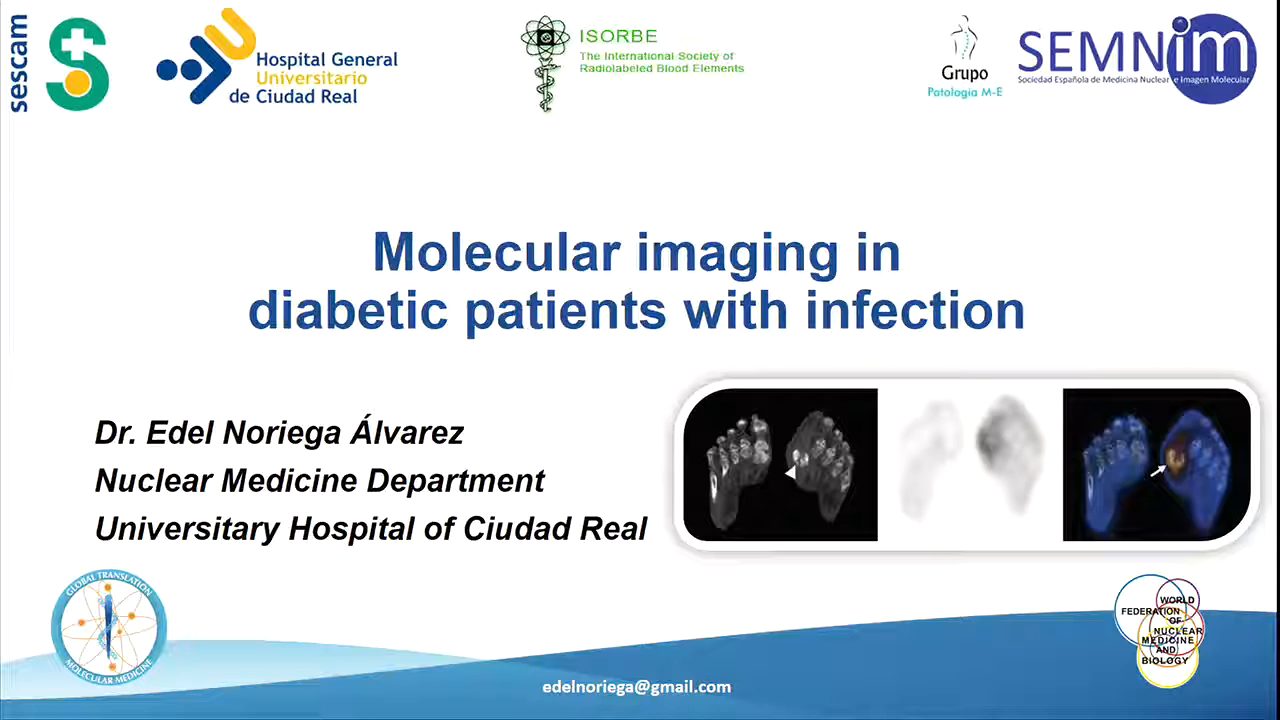 sescam
Hospital General
Universitario
de Ciudad Real
ISORBE
The International Society of
Radiolabeled Blood Elements
Grupo
Patología M-E
SEMNim
Sociedad Española de Medicina Nuclear e Imagen Molecular
Molecular imaging in
diabetic patients with infection
Dr. Edel Noriega Álvarez
Nuclear Medicine Department
Universitary Hospital of Ciudad Real
GLOBAL TRANSLATION
MOLECULAR MEDICINE
WORLD
FEDERATION
OF
NUCLEAR
MEDICINE
AND
BIOLOGY
edelnoriega@gmail.com